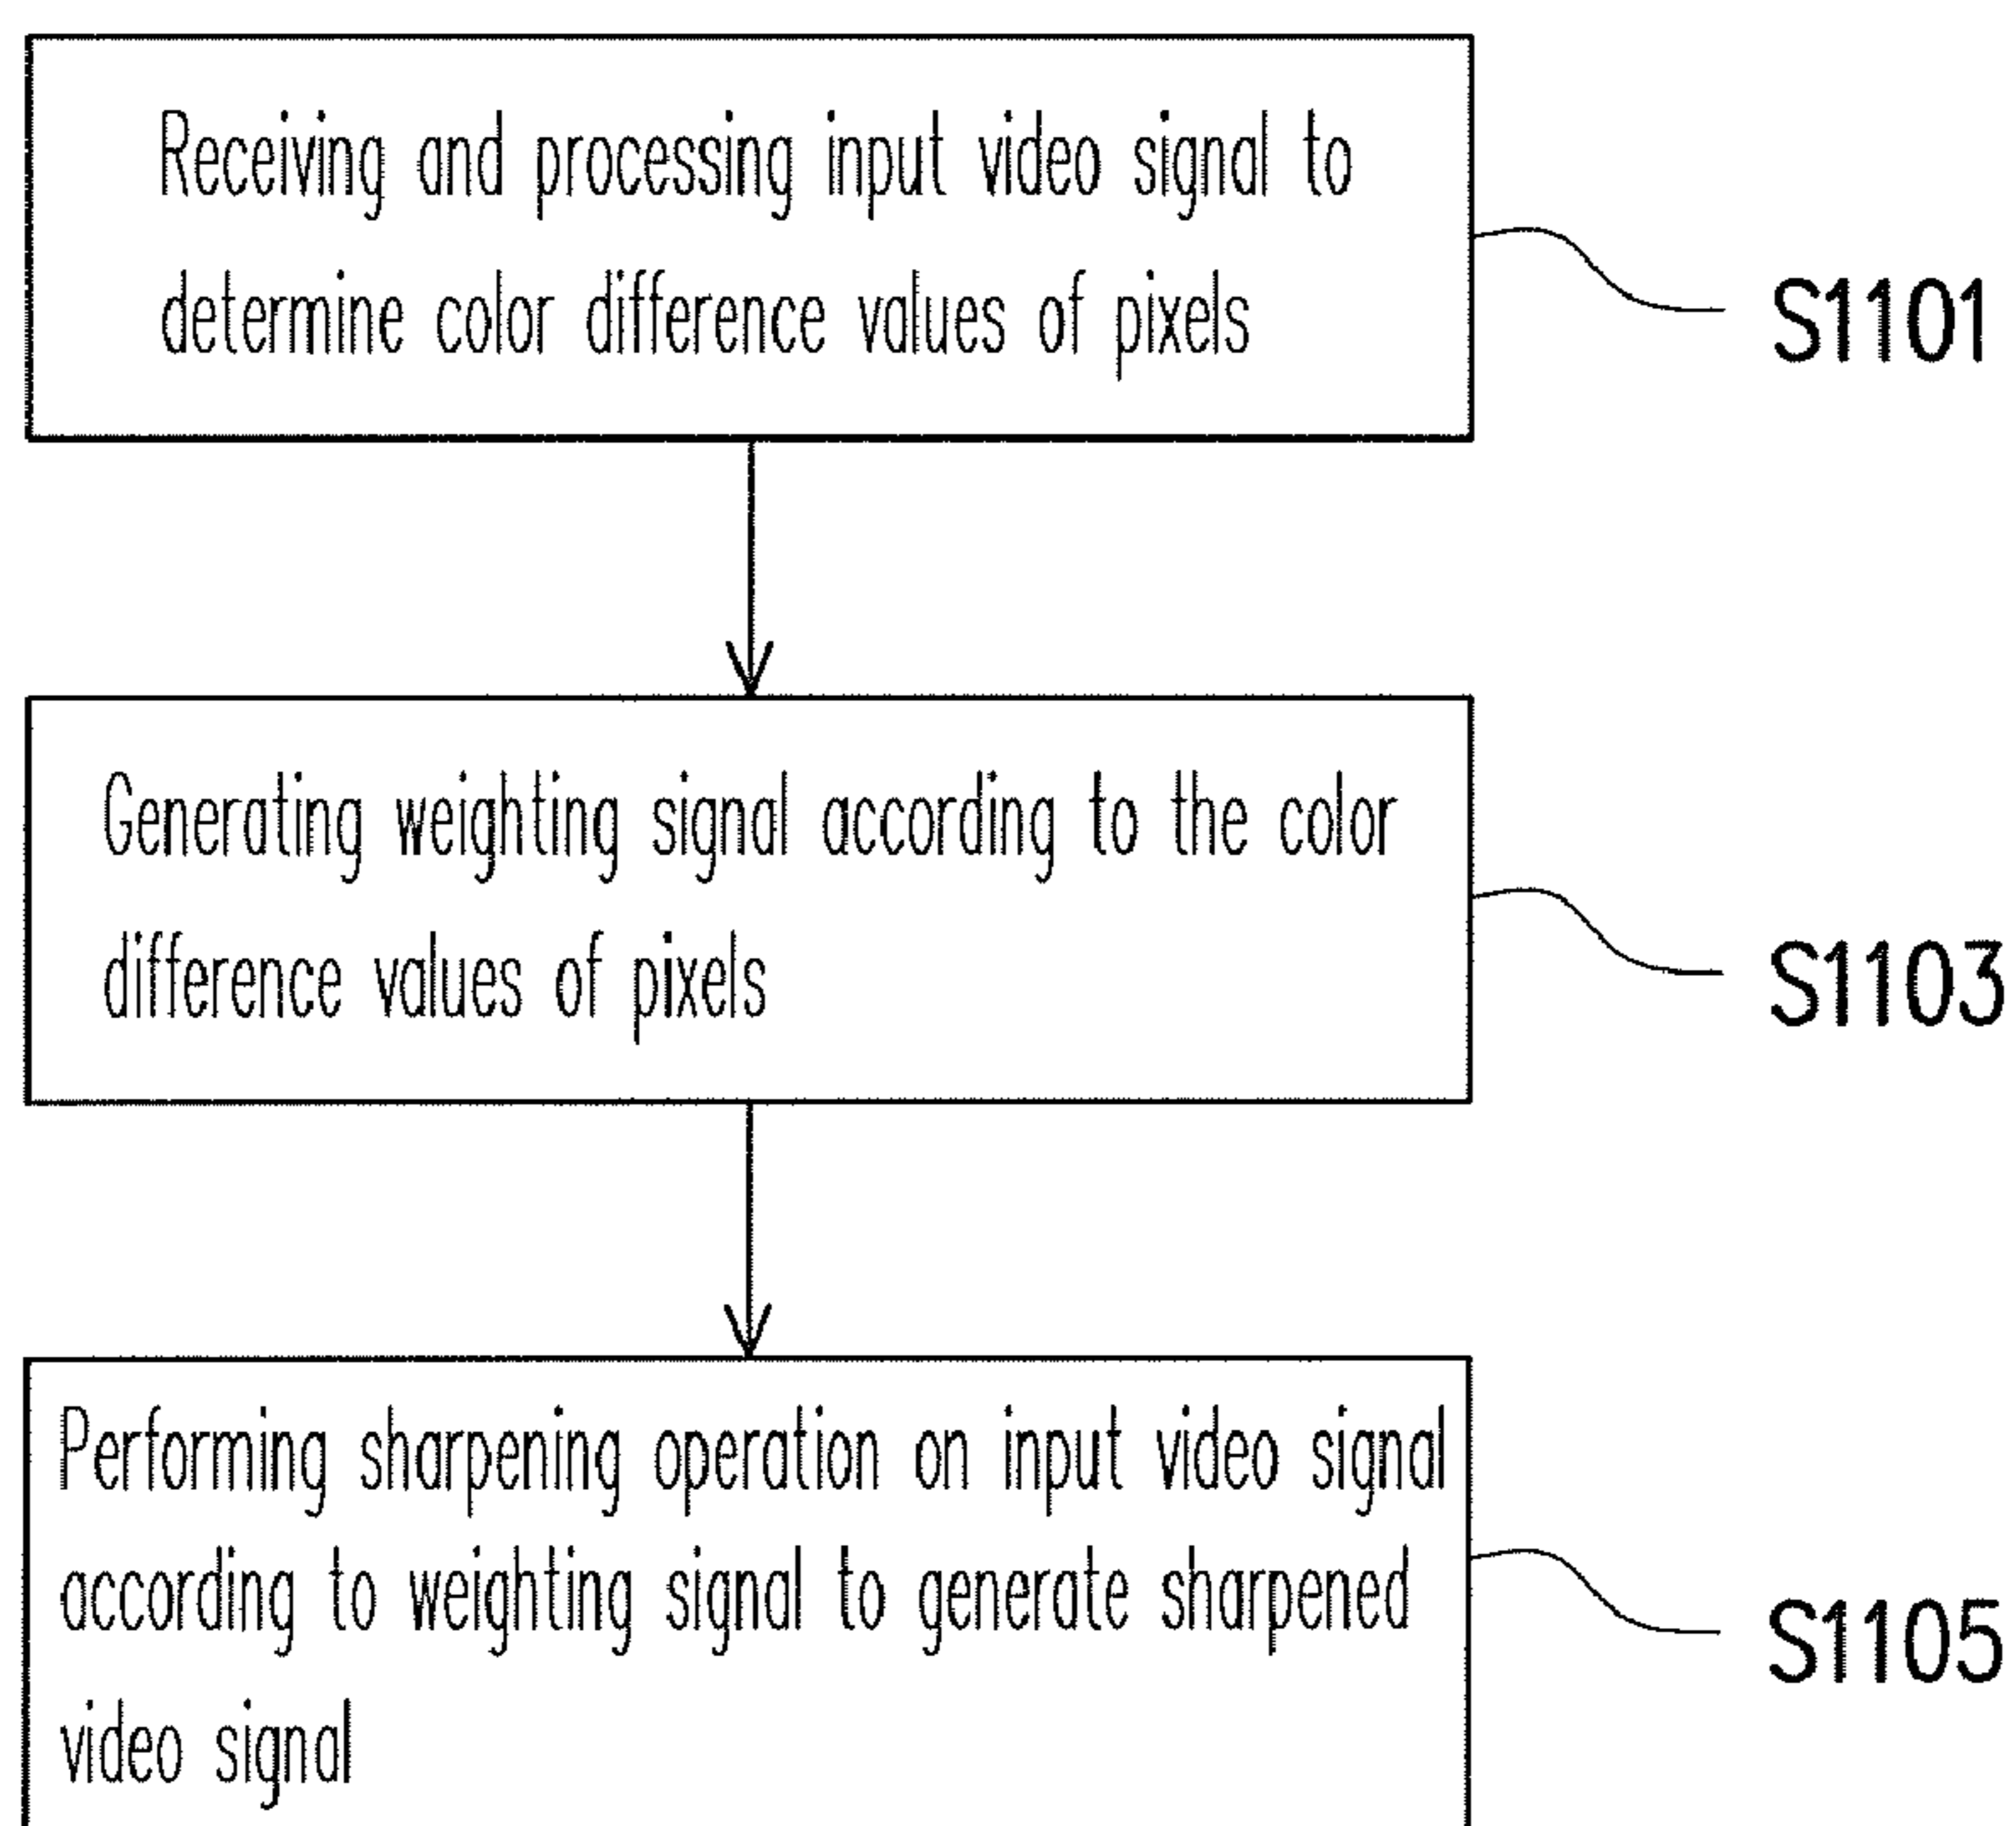 Receiving and processing input video signal to
determine color difference values of pixels
S1101
Generating weighting signal according to the color
difference values of pixels
S1103
Performing sharpening operation on input video signal
according to weighting signal to generate sharpened
video signal
S1105